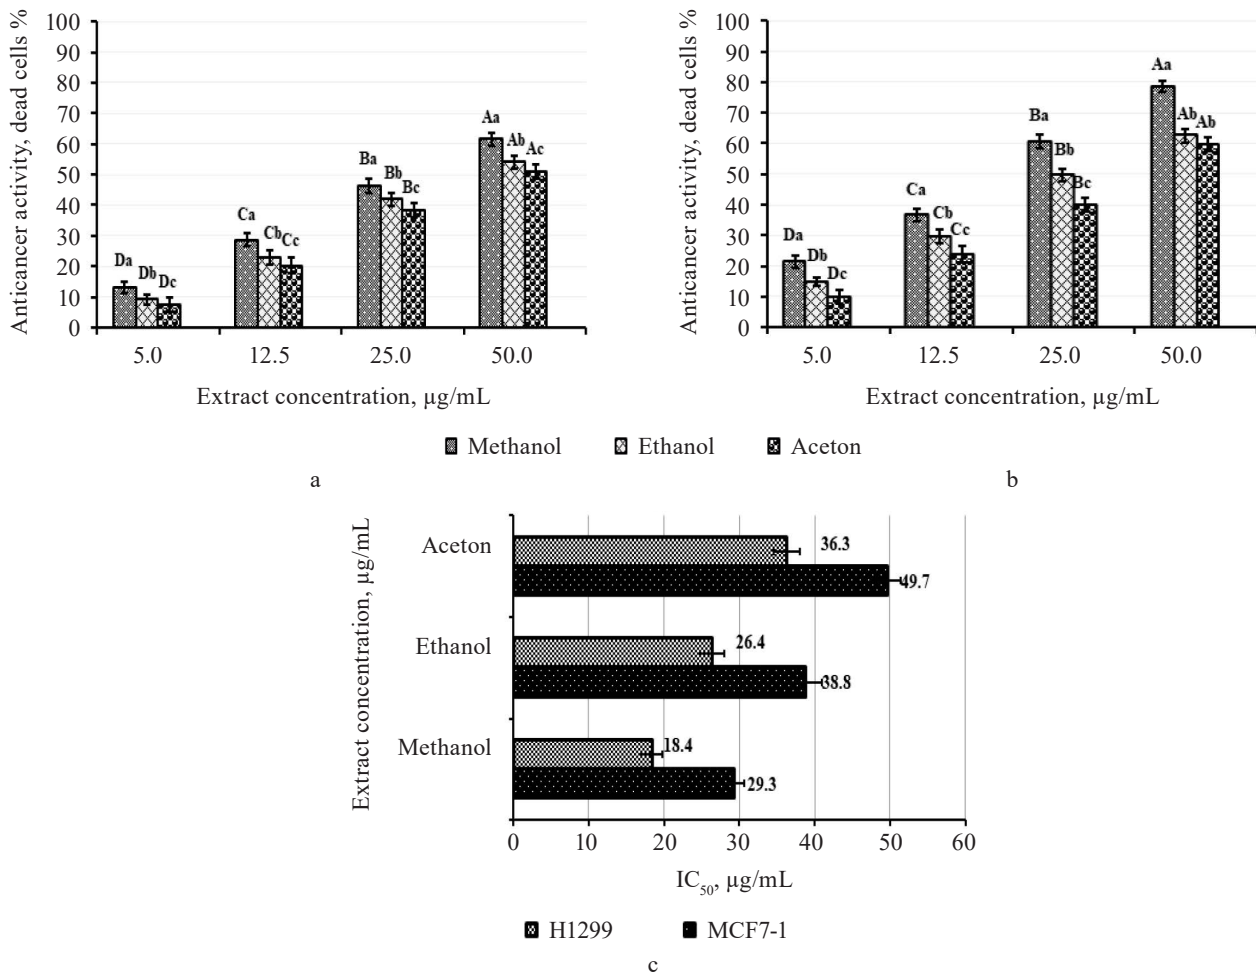 Anticancer activity, dead cells %
100
90
80
70
60
50
40
30
20
10
0
Da Db Dc
Ca Cb Cc
Ba Bb Bc
Aa Ab Ac
5.0 12.5 25.0 50.0
Extract concentration, µg/mL
Anticancer activity, dead cells %
100
90
80
70
60
50
40
30
20
10
0
Da Db Dc
Ca Cb Cc
Ba Bb Bc
Aa Ab Ab
5.0 12.5 25.0 50.0
Extract concentration, µg/mL
Methanol Ethanol Aceton
a
b
Extract concentration, µg/mL
Aceton
36.3
49.7
Ethanol
26.4
38.8
Methanol
18.4
29.3
0 10 20 30 40 50 60
IC₅₀, µg/mL
H1299 MCF7-1
c